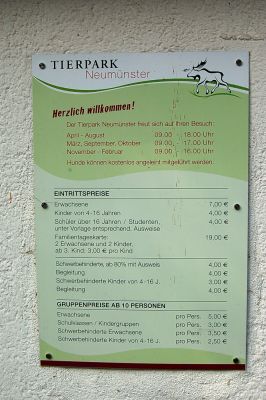 TIERPARK
Neumünster
Herzlich willkommen!
Der Tierpark Neumünster freut sich auf Ihren Besuch:
April - August 09.00 - 18.00 Uhr
März, September, Oktober 09.00 - 17.00 Uhr
November - Februar 09.00 - 16.00 Uhr
Hunde können kostenlos angeleint mitgeführt werden.
EINTRITTSPREISE
Erwachsene 7,00 €
Kinder von 4-16 Jahren 4,00 €
Schüler über 16 Jahren / Studenten, 4,00 €
unter Vorlage entsprechend. Ausweise
Familientageskarte: 19,00 €
2 Erwachsene und 2 Kinder,
ab 3. Kind, 3,00 € pro Kind
Schwerbehinderte, ab 80% mit Ausweis 4,00 €
Begleitung 4,00 €
Schwerbehinderte Kinder von 4-16 J. 3,00 €
Begleitung 4,00 €
GRUPPENPREISE AB 10 PERSONEN
Erwachsene pro Pers. 5,00 €
Schulklassen / Kindergruppen pro Pers. 3,00 €
Schwerbehinderte Erwachsene pro Pers. 3,50 €
Schwerbehinderte Kinder von 4-16 J. pro Pers. 2,50 €